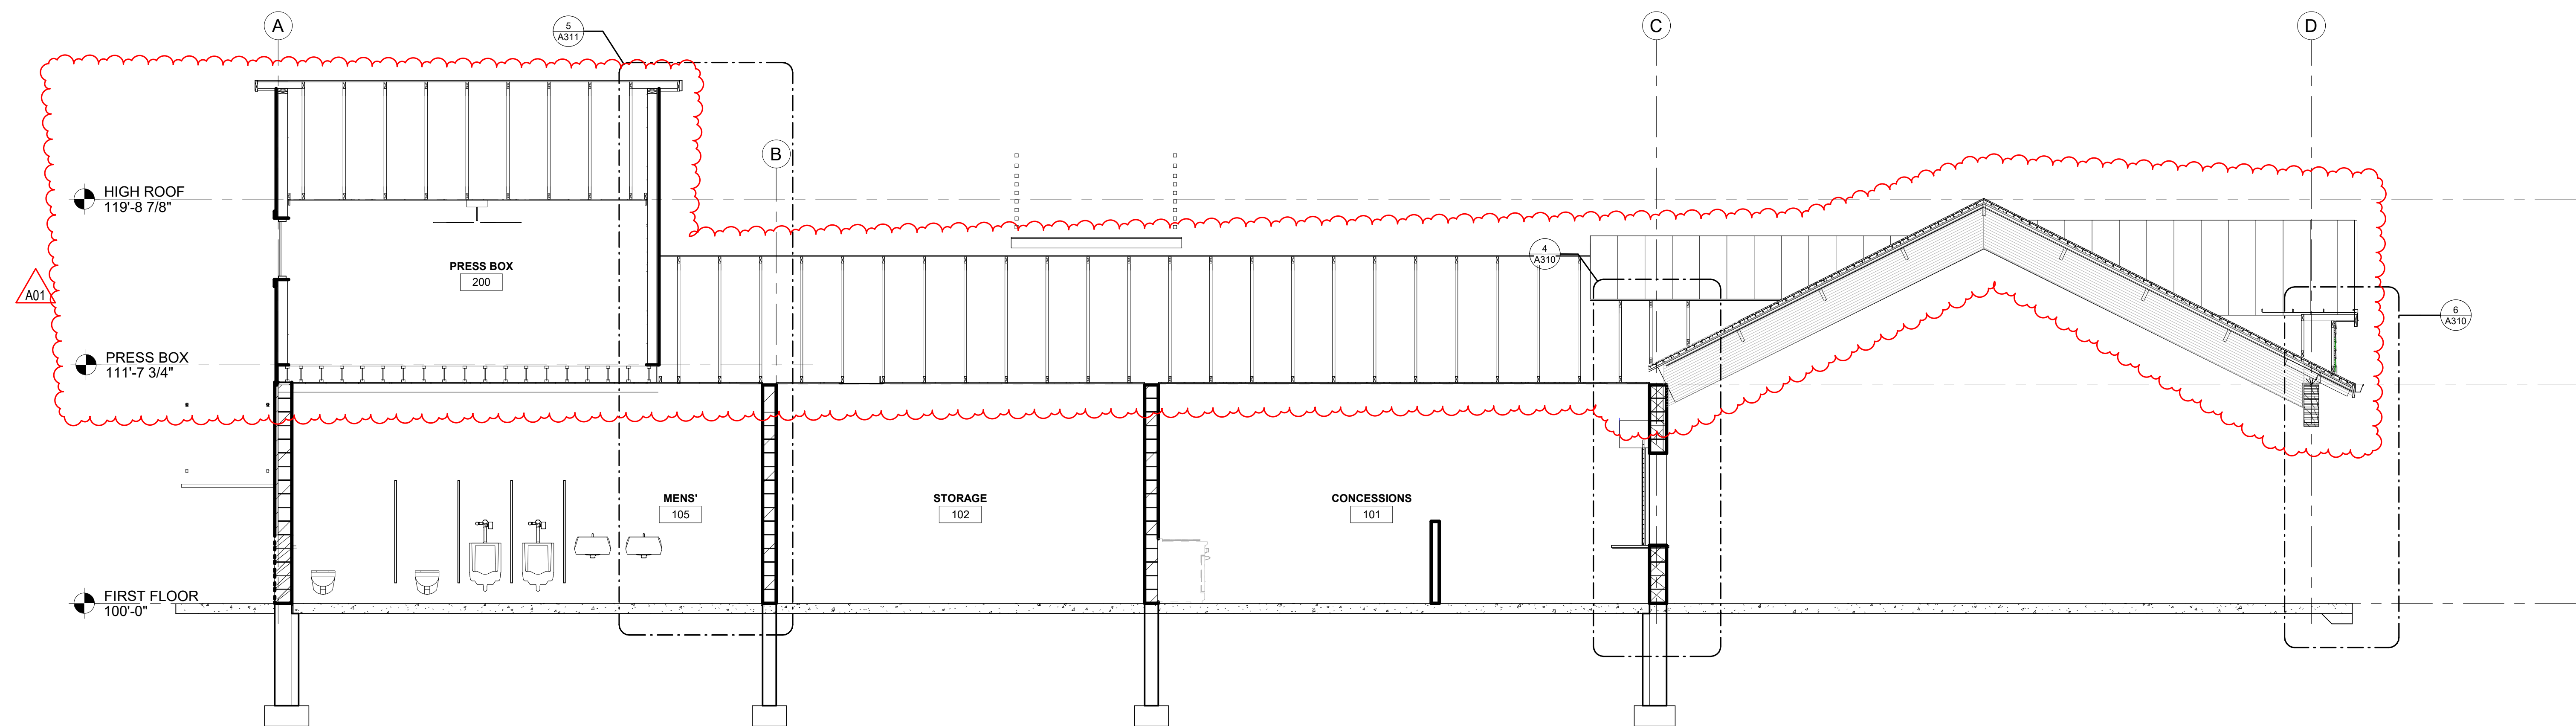 A
5
A311
C
D
B
HIGH ROOF
119'-8 7/8"
4
A310
PRESS BOX
200
A01
6
A310
PRESS BOX
111'-7 3/4"
MENS'
105
STORAGE
102
CONCESSIONS
101
FIRST FLOOR
100'-0"